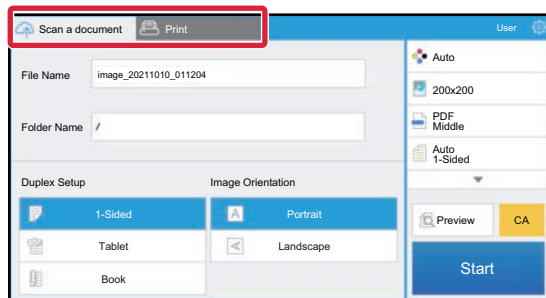 Scan a document Print User
Auto
File Name image_20211010_011204
200x200
PDF
Middle
Folder Name /
Auto
1-Sided
Duplex Setup Image Orientation
1-Sided A Portrait
Preview CA
Tablet A Landscape
Start
Book